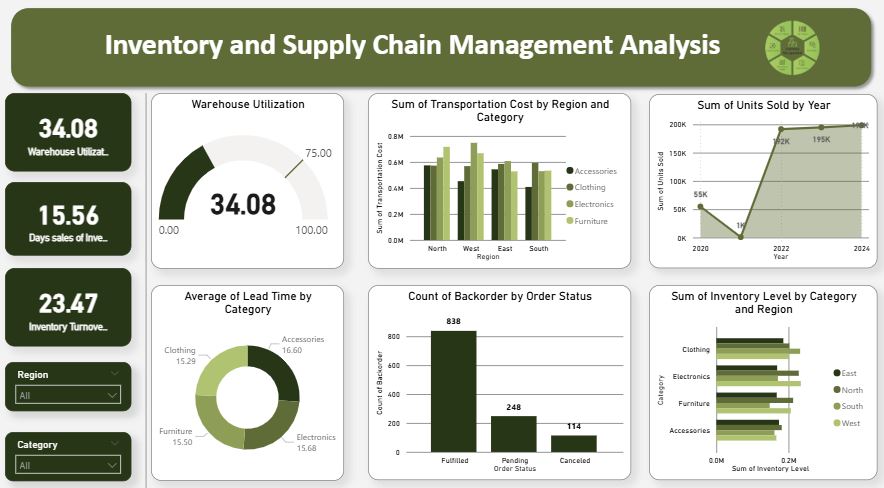 Inventory and Supply Chain Management Analysis
34.08
Warehouse Utilizat..
15.56
Days sales of Inve..
23.47
Inventory Turnove..
Region
All
Category
All
Warehouse Utilization
75.00
34.08
0.00
100.00
Sum of Transportation Cost by Region and
Category
Sum of Transportation Cost
0.8M
0.6M
0.4M
0.2M
0.0M
North
West
East
South
Region
Accessories
Clothing
Electronics
Furniture
Sum of Units Sold by Year
Sum of Units Sold
200K
150K
100K
50K
0K
55K
1K
192K
195K
2020
2022
2024
Year
Average of Lead Time by
Category
Clothing
15.29
Accessories
16.60
Furniture
15.50
Electronics
15.68
Count of Backorder by Order Status
Count of Backorder
800
600
400
200
0
838
248
114
Fulfilled
Pending
Canceled
Order Status
Sum of Inventory Level by Category
and Region
Category
Clothing
Electronics
Furniture
Accessories
0.0M
0.2M
Sum of Inventory Level
East
North
South
West